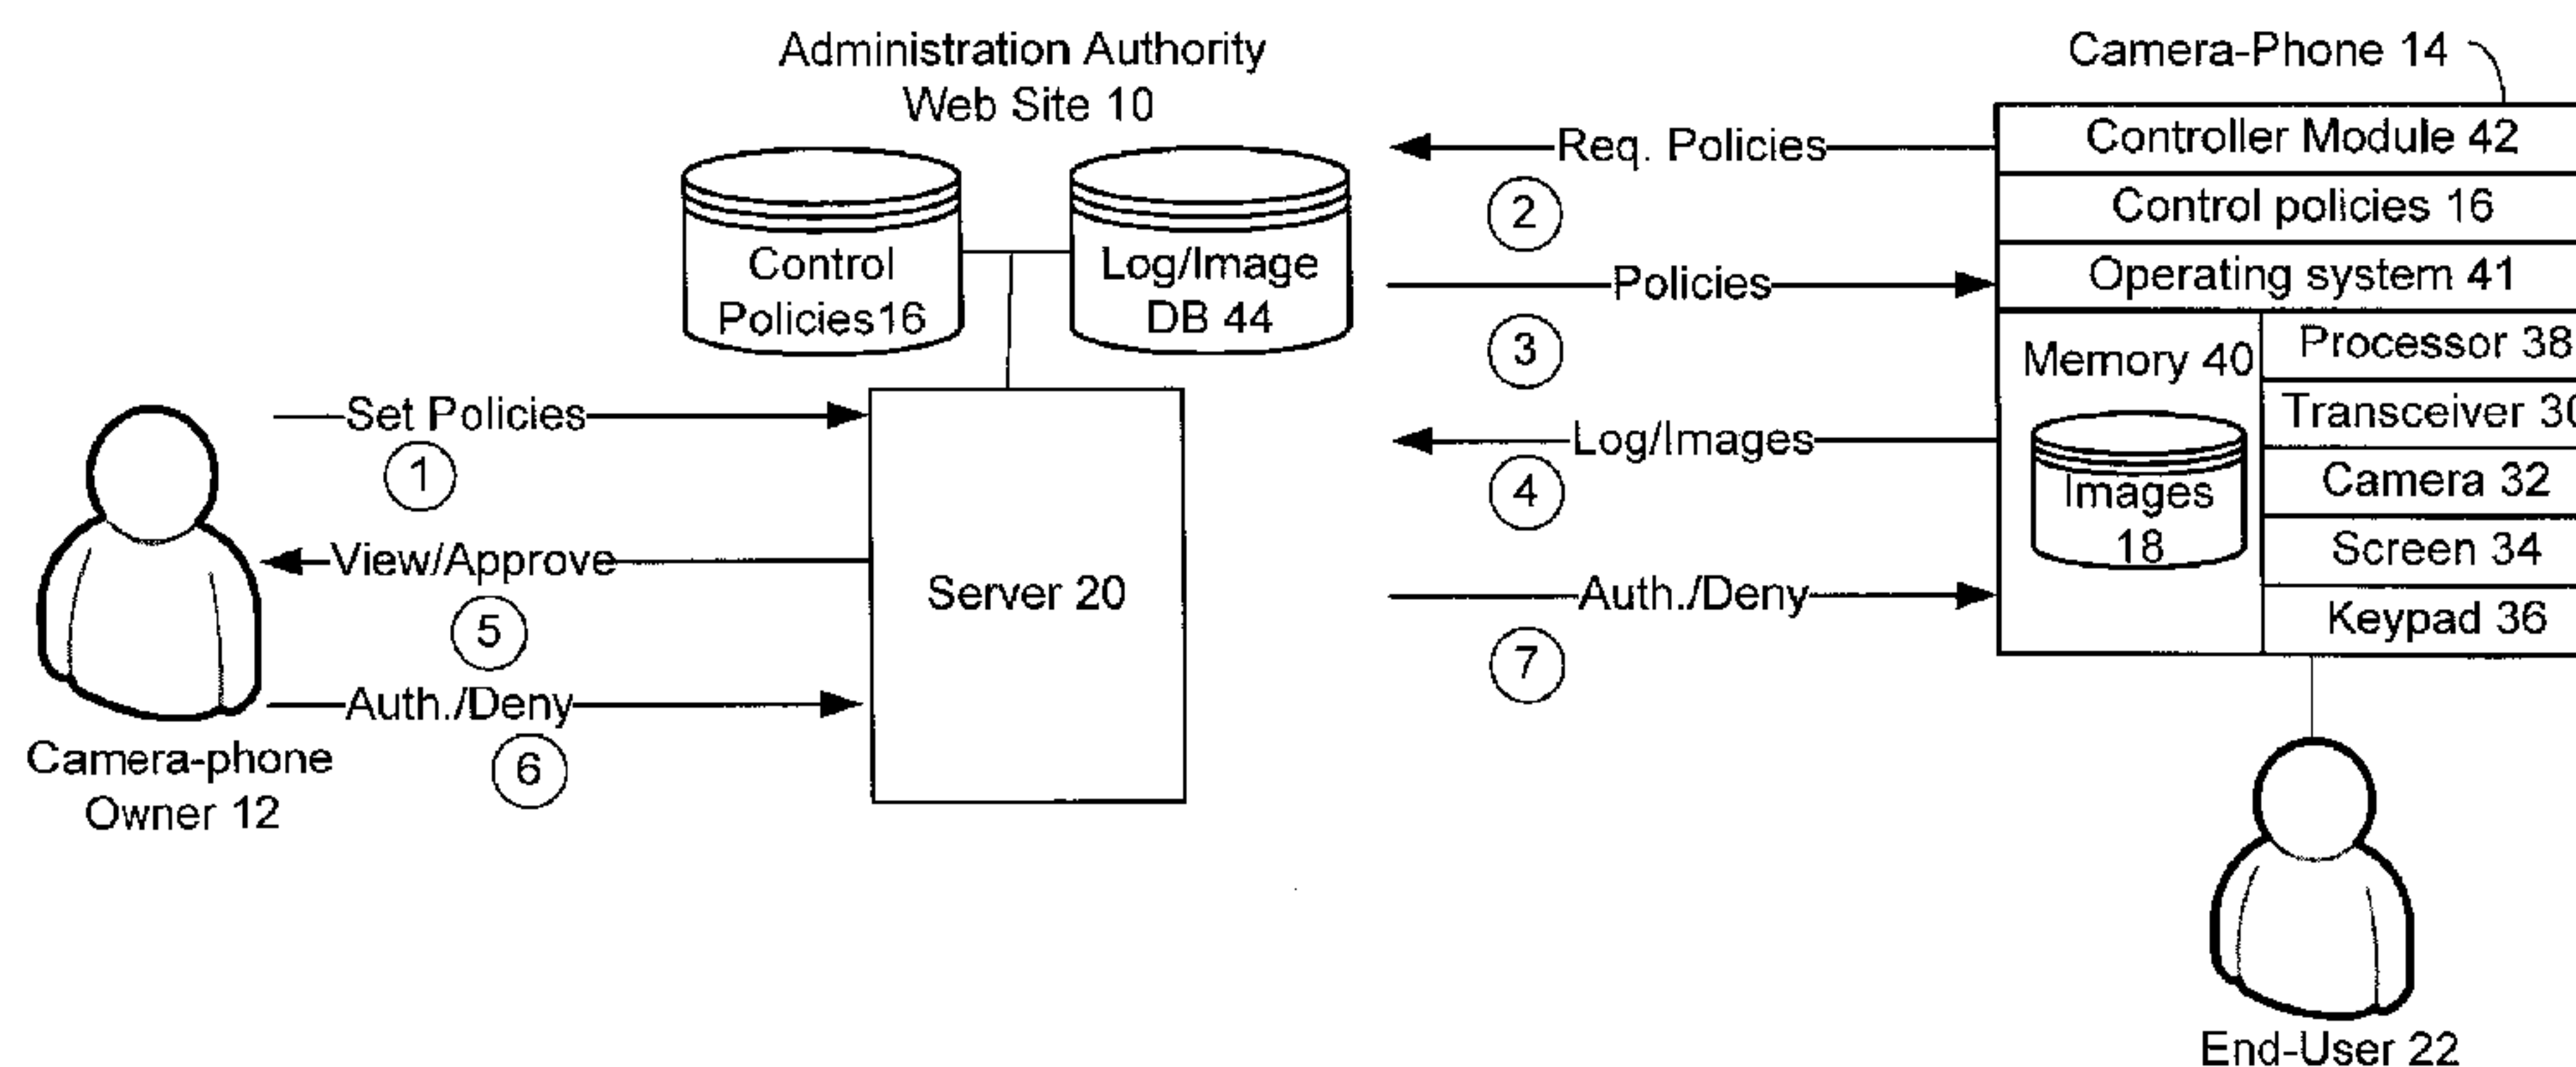 Administration Authority
Web Site 10
Camera-Phone 14
Controller Module 42
Req. Policies
2
Control policies 16
Control
Policies16
Log/Image
DB 44
Operating system 41
Policies
3
Processor 38
Memory 40
Transceiver 30
Set Policies
1
Log/Images
4
Camera 32
Images
18
Screen 34
View/Approve
5
Server 20
Auth./Deny
7
Keypad 36
Auth./Deny
6
Camera-phone
Owner 12
End-User 22